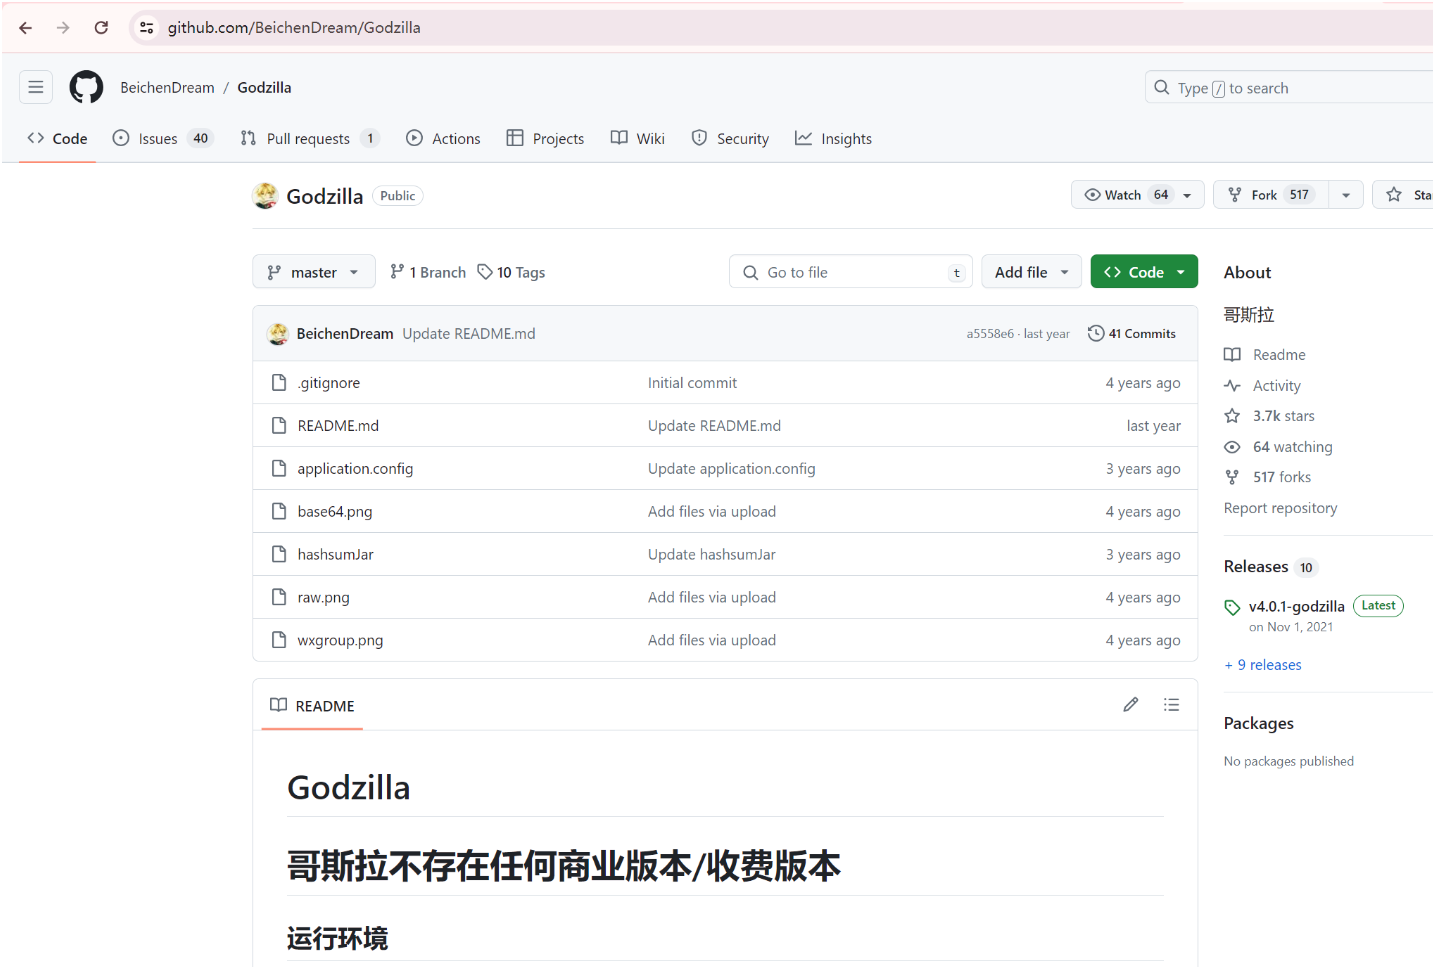 github.com/BeichenDream/Godzilla
BeichenDream / Godzilla
Type / to search
Code
Issues 40
Pull requests 1
Actions
Projects
Wiki
Security
Insights
Godzilla Public
Watch 64
Fork 517
Sta
master
1 Branch
10 Tags
Go to file t
Add file
Code
BeichenDream Update README.md a5558e6 · last year 41 Commits
.gitignore Initial commit 4 years ago
README.md Update README.md last year
application.config Update application.config 3 years ago
base64.png Add files via upload 4 years ago
hashsumJar Update hashsumJar 3 years ago
raw.png Add files via upload 4 years ago
wxgroup.png Add files via upload 4 years ago
README
Godzilla
哥斯拉不存在任何商业版本/收费版本
运行环境
About
哥斯拉
Readme
Activity
3.7k stars
64 watching
517 forks
Report repository
Releases 10
v4.0.1-godzilla Latest
on Nov 1, 2021
+ 9 releases
Packages
No packages published